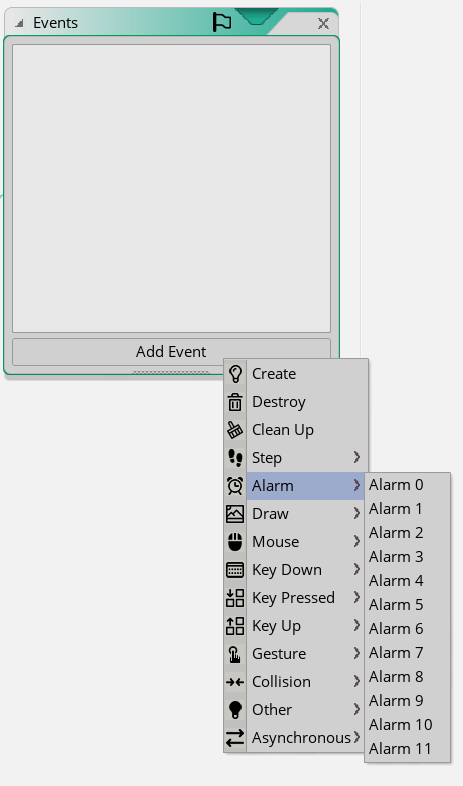 Events
Add Event
Create
Destroy
Clean Up
Step
Alarm
Draw
Mouse
Key Down
Key Pressed
Key Up
Gesture
Collision
Other
Asynchronous
Alarm 0
Alarm 1
Alarm 2
Alarm 3
Alarm 4
Alarm 5
Alarm 6
Alarm 7
Alarm 8
Alarm 9
Alarm 10
Alarm 11